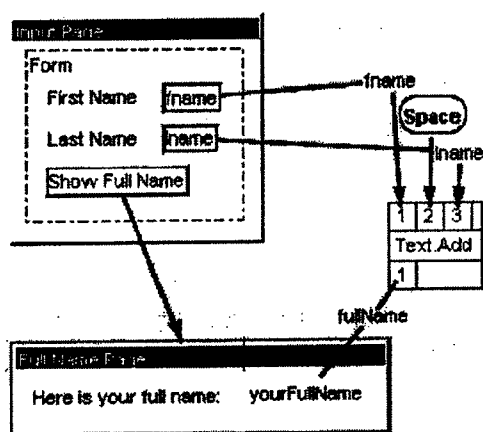 Input Page
Form
First Name fname
Last Name lname
Show Full Name
fname
Space
lname
1 2 3
Text.Add
1
fullName
Full Name Page
Here is your full name: yourFullName